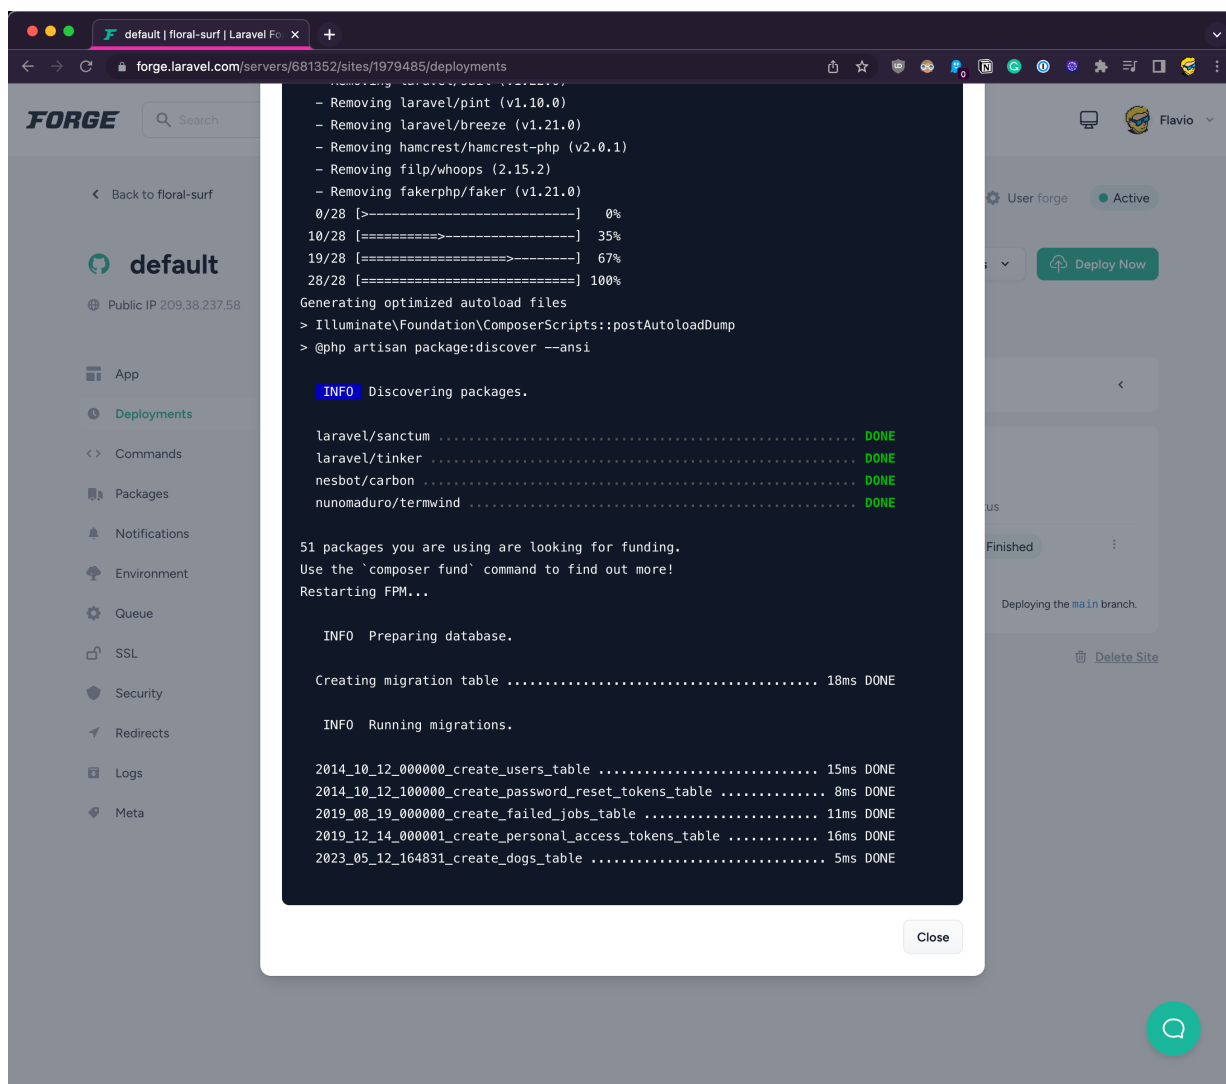 default | floral-surf | Laravel Fo
forge.laravel.com/servers/681352/sites/1979485/deployments
0
FORGE
Search
Flavio
Back to floral-surf
User forge
Active
default
Deploy Now
Public IP 209.38.237.58
App
Deployments
Commands
Packages
Notifications
Environment
Queue
SSL
Security
Redirects
Logs
Meta
- Removing laravel/pint (v1.10.0)
- Removing laravel/breeze (v1.21.0)
- Removing hamcrest/hamcrest-php (v2.0.1)
- Removing filp/whoops (2.15.2)
- Removing fakerphp/faker (v1.21.0)
0/28 [>---------------------------] 0%
10/28 [==========>-----------------] 35%
19/28 [===================>--------] 67%
28/28 [============================] 100%
Generating optimized autoload files
> Illuminate\Foundation\ComposerScripts::postAutoloadDump
> @php artisan package:discover --ansi
INFO Discovering packages.
laravel/sanctum ....................................................... DONE
laravel/tinker ........................................................ DONE
nesbot/carbon ......................................................... DONE
nunomaduro/termwind ................................................... DONE
51 packages you are using are looking for funding.
Use the `composer fund` command to find out more!
Restarting FPM...
INFO Preparing database.
Creating migration table ......................................... 18ms DONE
INFO Running migrations.
2014_10_12_000000_create_users_table ............................. 15ms DONE
2014_10_12_100000_create_password_reset_tokens_table .............. 8ms DONE
2019_08_19_000000_create_failed_jobs_table ....................... 11ms DONE
2019_12_14_000001_create_personal_access_tokens_table ............ 16ms DONE
2023_05_12_164831_create_dogs_table ............................... 5ms DONE
Finished
Deploying the main branch.
Delete Site
Close